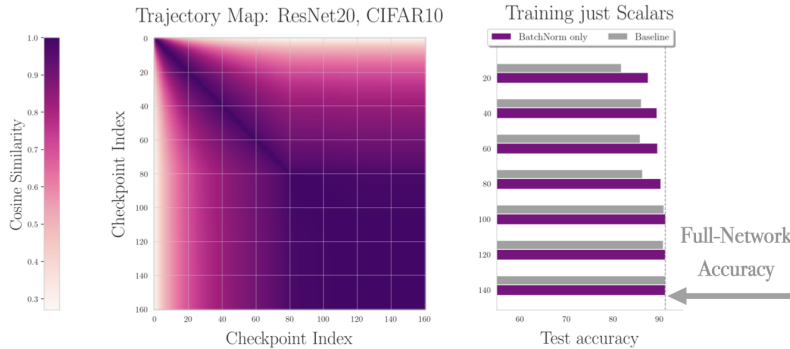 Trajectory Map: ResNet20, CIFAR10
Cosine Similarity
1.0
0.9
0.8
0.7
0.6
0.5
0.4
0.3
Checkpoint Index
0
20
40
60
80
100
120
140
160
0 20 40 60 80 100 120 140 160
Checkpoint Index
Training just Scalars
BatchNorm only Baseline
20
40
60
80
100
120
140
60 70 80 90
Test accuracy
Full-Network
Accuracy